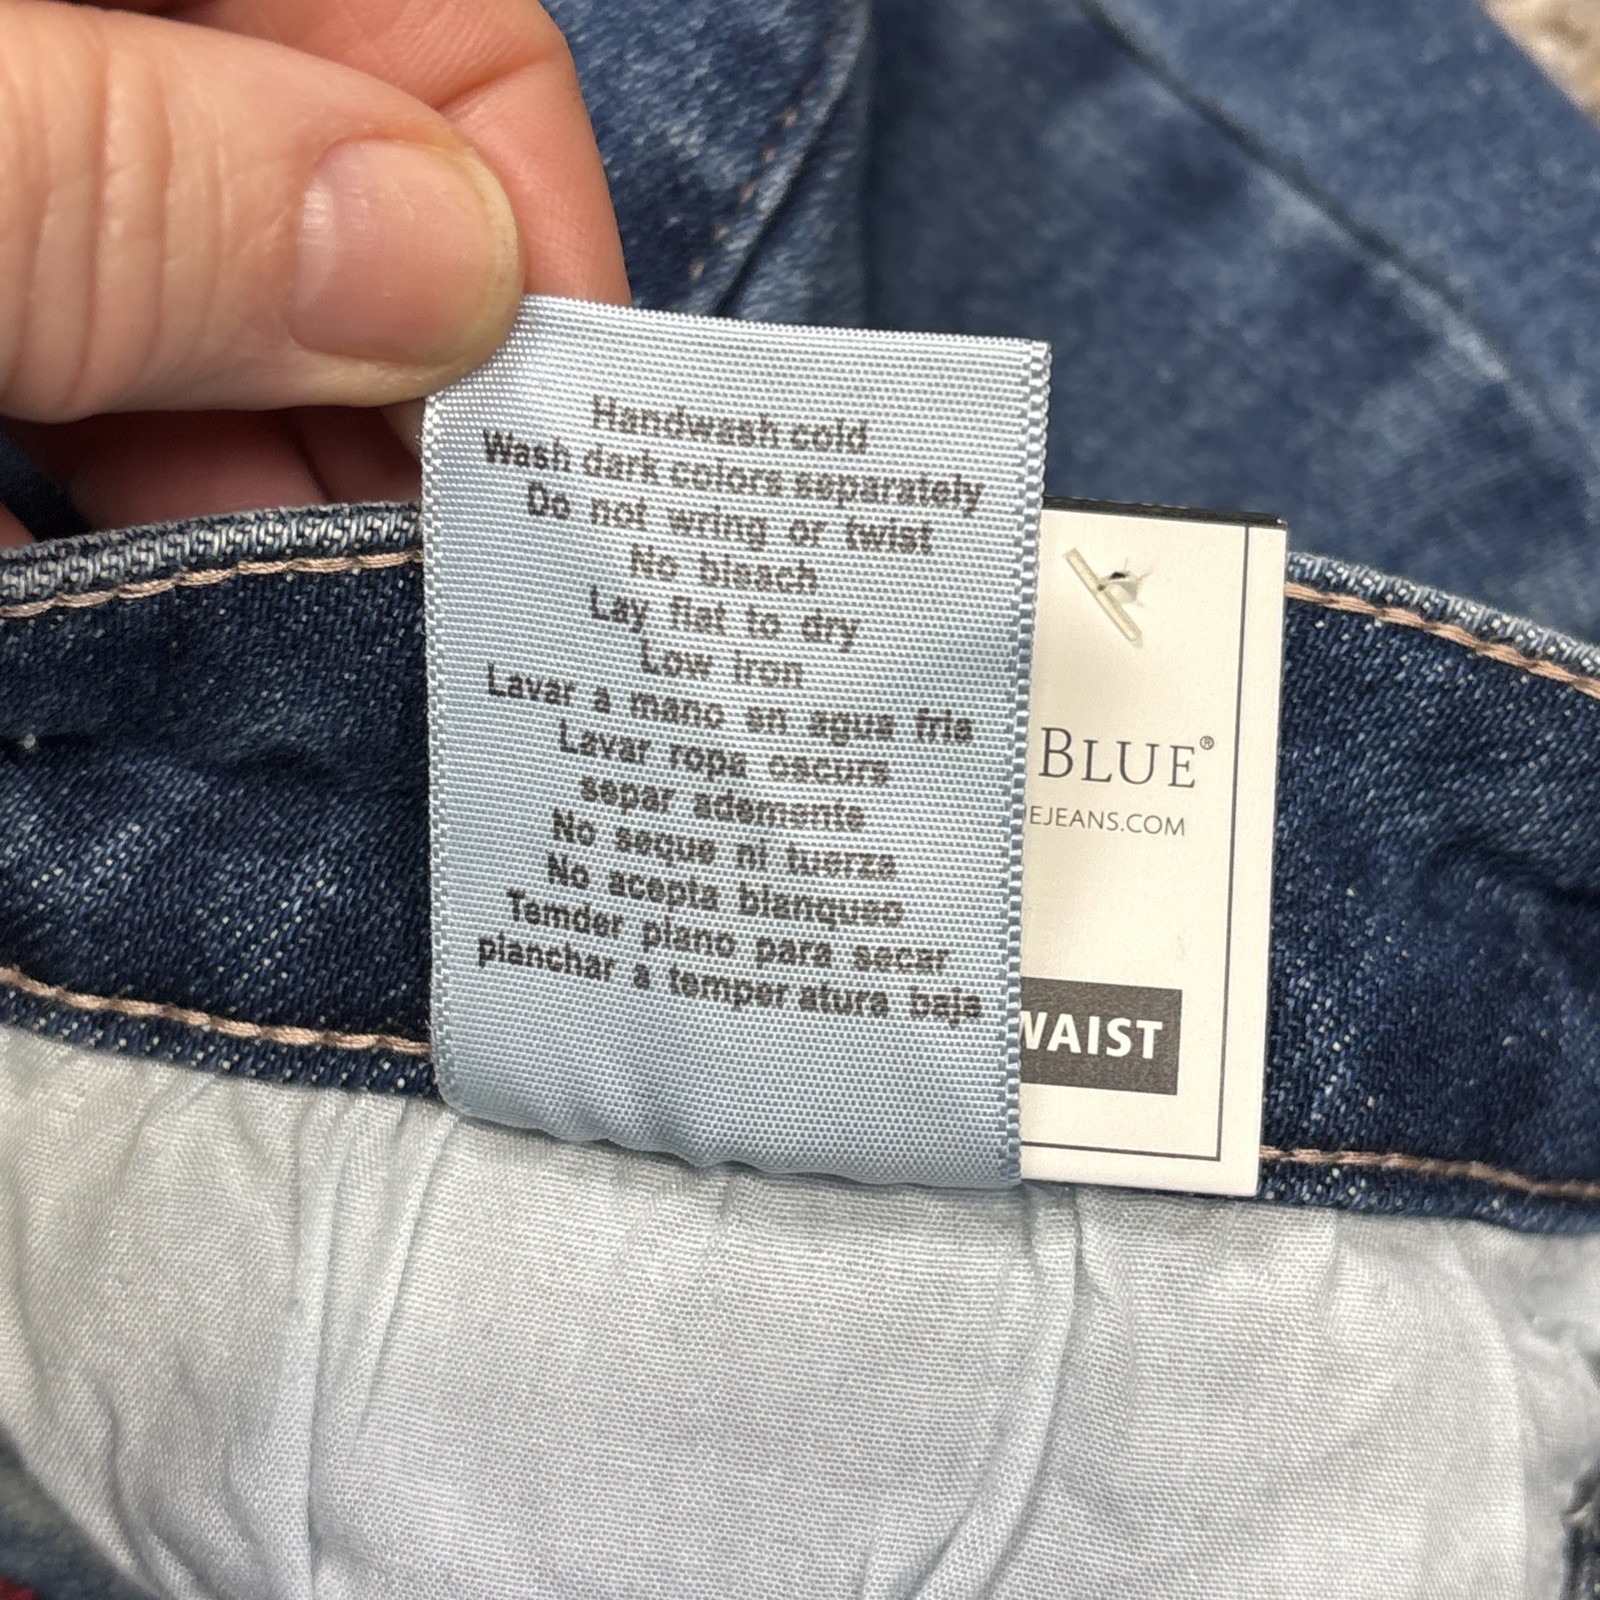 Handwash cold
Wash dark colors separately
Do not wring or twist
No bleach
Lay flat to dry
Low iron
Lavar a mano en agua fria
Lavar ropa oscura
separ ademente
No seque ni tuerza
No acepta blanqueo
Temder plano para secar
planchar a temper atura baja
BLUE®
EJEANS.COM
WAIST